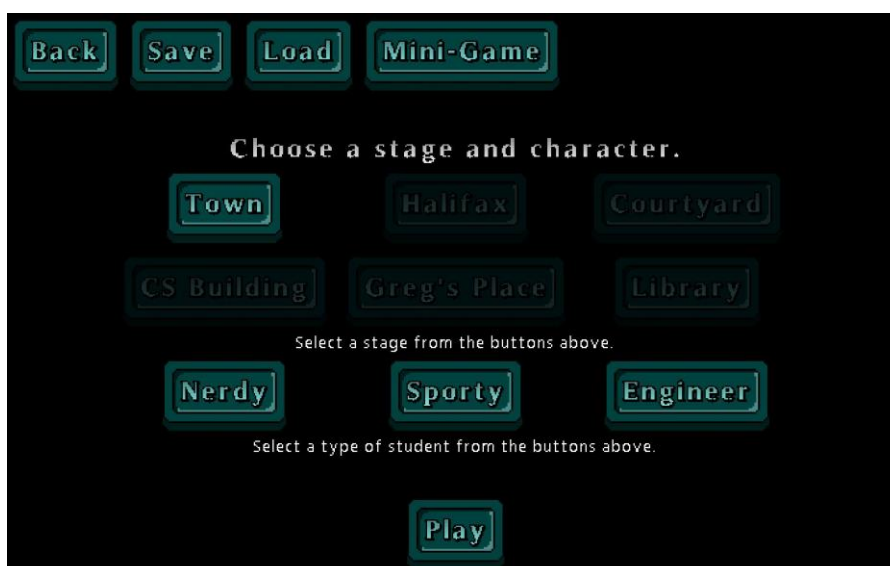 Back Save Load Mini-Game
Choose a stage and character.
Town Halifax Courtyard
CS Building Greg's Place Library
Select a stage from the buttons above.
Nerdy Sporty Engineer
Select a type of student from the buttons above.
Play